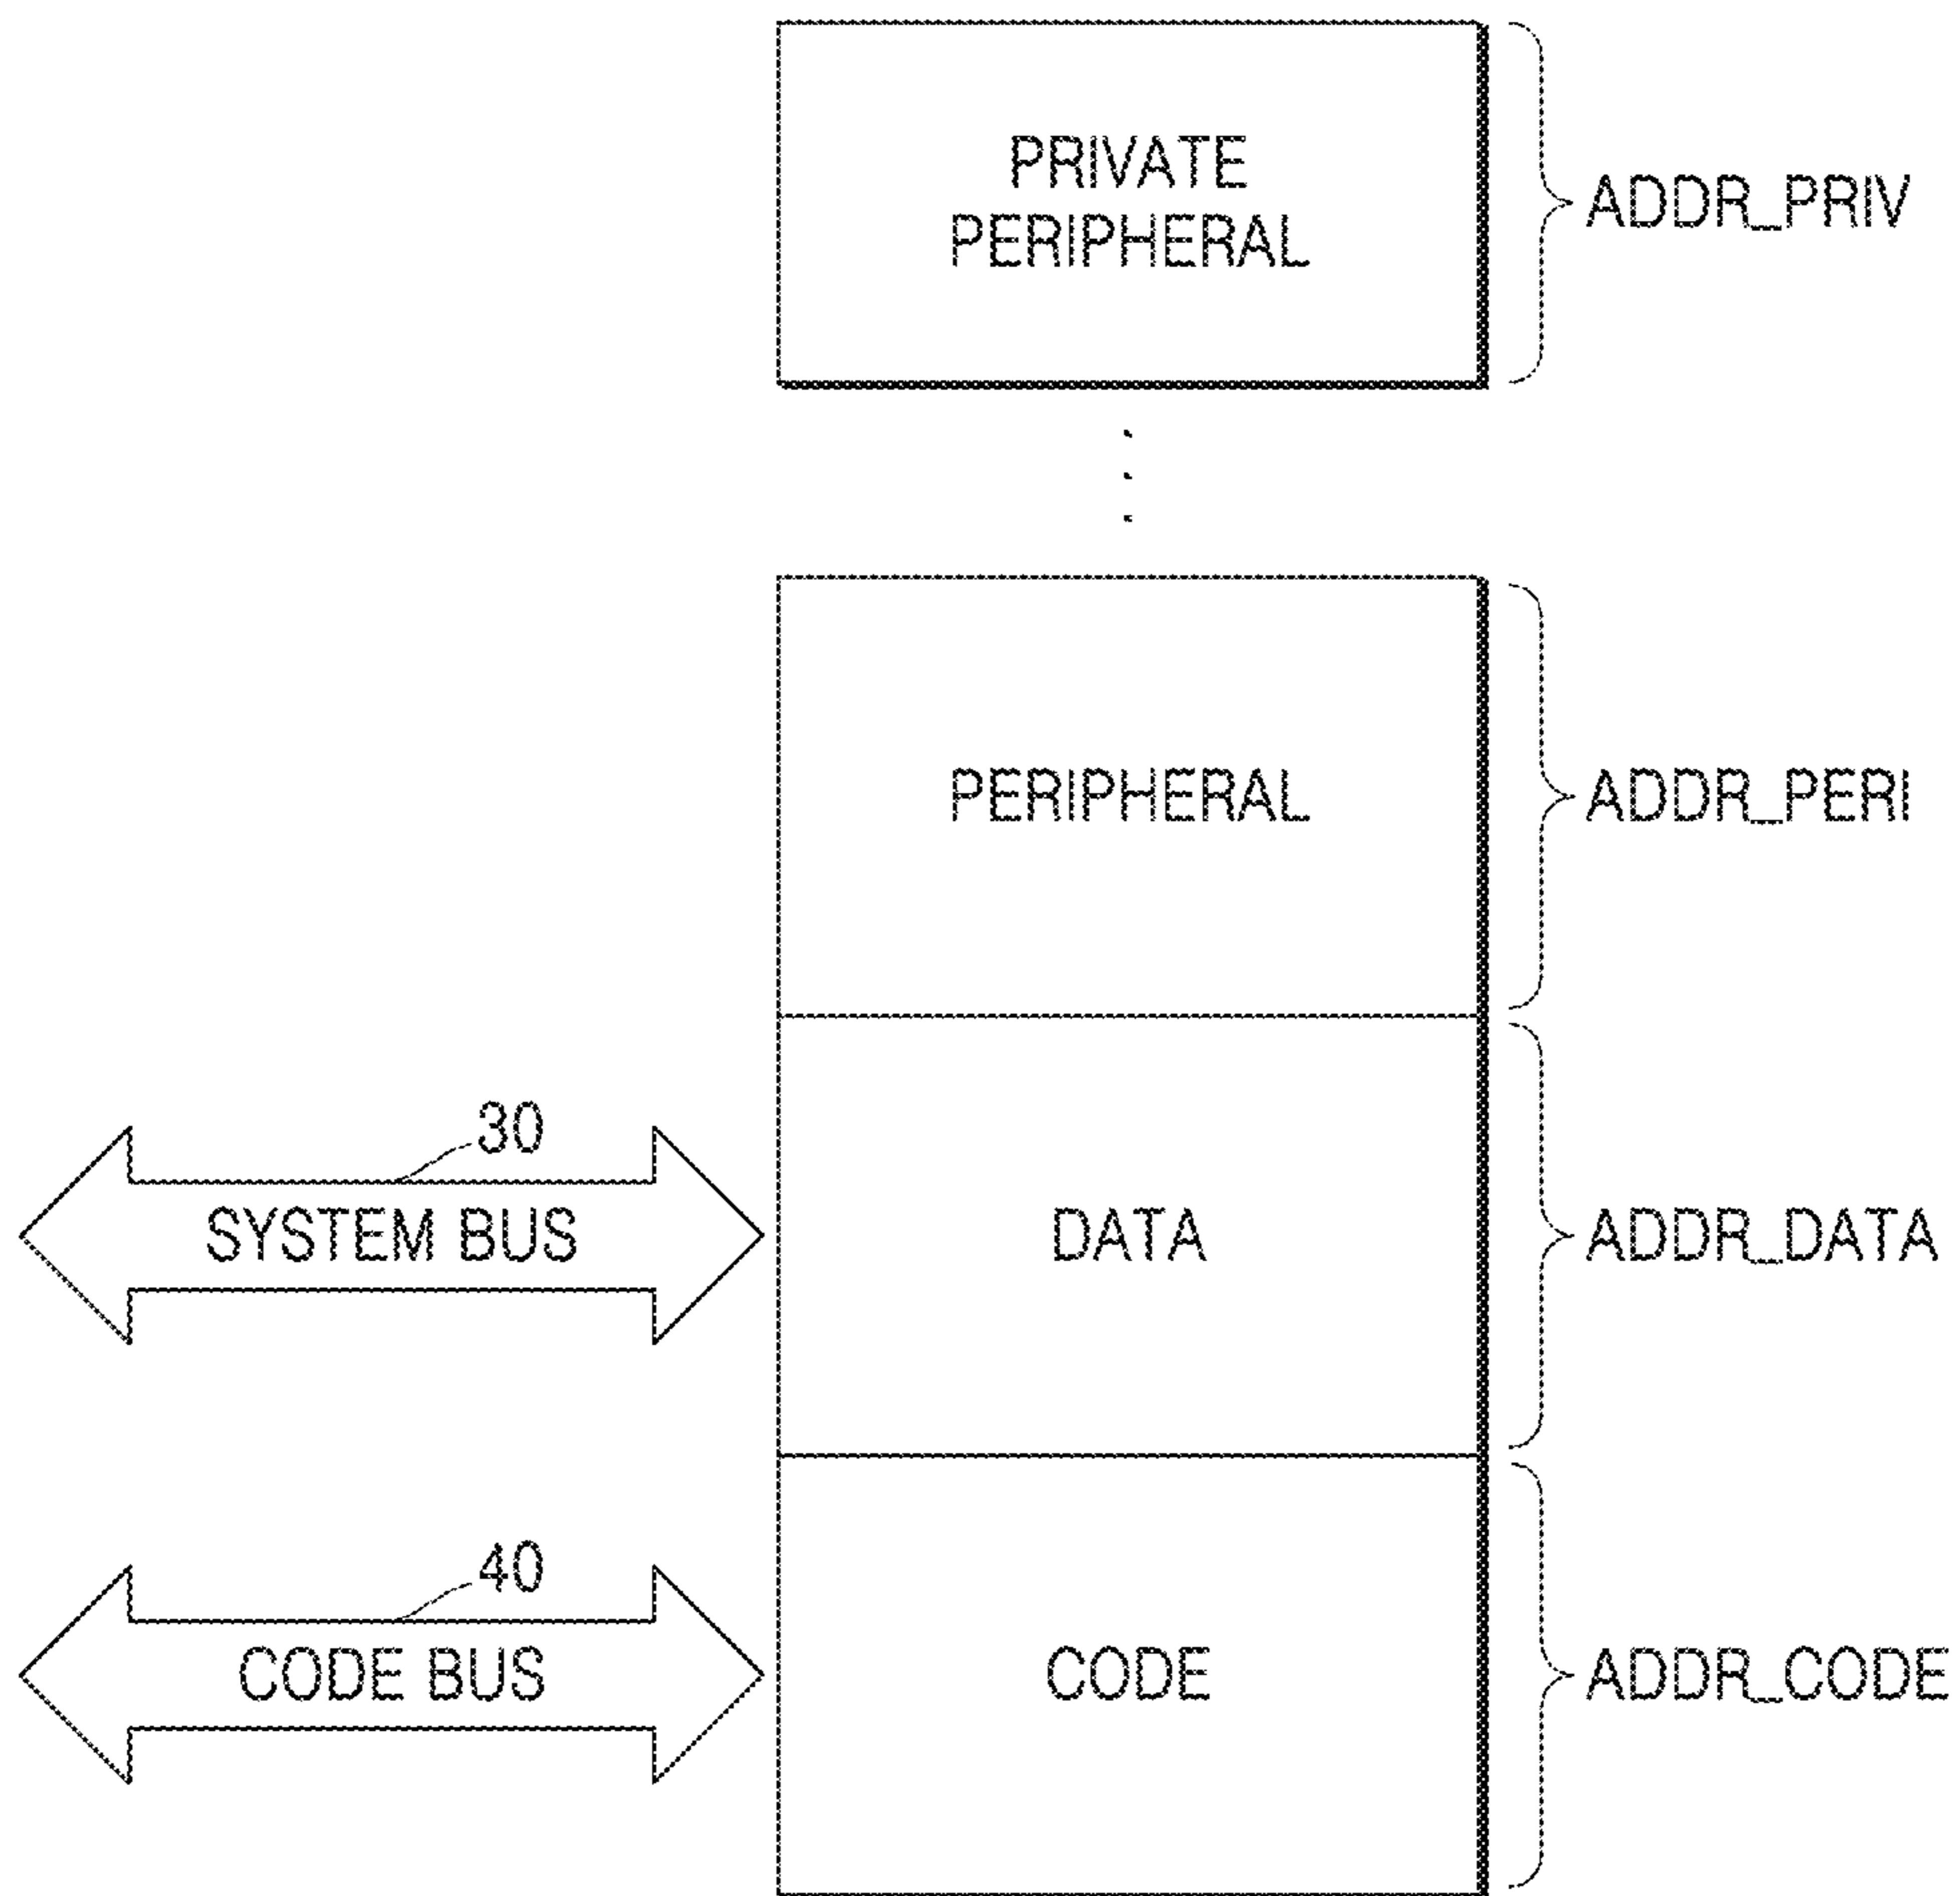 PRIVATE
PERIPHERAL
ADDR_PRIV
PERIPHERAL
ADDR_PERI
30
SYSTEM BUS
DATA
ADDR_DATA
40
CODE BUS
CODE
ADDR_CODE